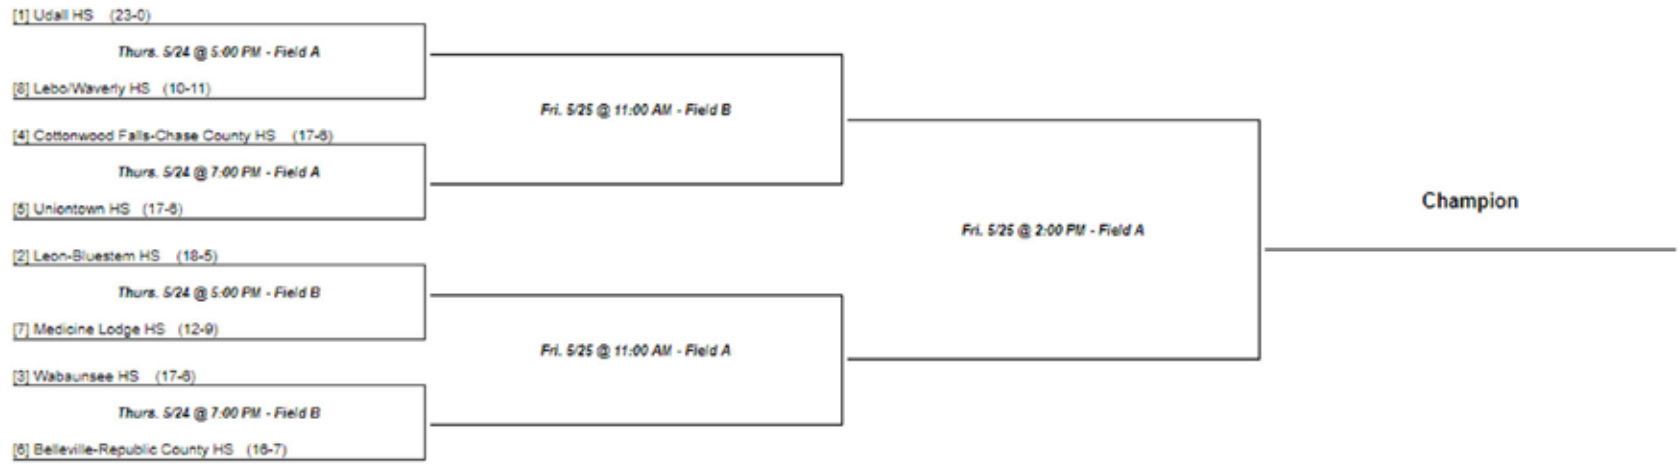 [1] Udall HS (23-0)
Thurs. 5/24 @ 5:00 PM - Field A
[8] Lebo/Waverly HS (10-11)
[4] Cottonwood Falls-Chase County HS (17-6)
Thurs. 5/24 @ 7:00 PM - Field A
[5] Uniontown HS (17-6)
[2] Leon-Bluestem HS (18-5)
Thurs. 5/24 @ 5:00 PM - Field B
[7] Medicine Lodge HS (12-9)
[3] Wabaunsee HS (17-6)
Thurs. 5/24 @ 7:00 PM - Field B
[6] Belleville-Republic County HS (16-7)
Fri. 5/25 @ 11:00 AM - Field B
Fri. 5/25 @ 11:00 AM - Field A
Fri. 5/25 @ 2:00 PM - Field A
Champion